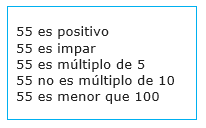 55 es positivo
55 es impar
55 es múltiplo de 5
55 no es múltiplo de 10
55 es menor que 100